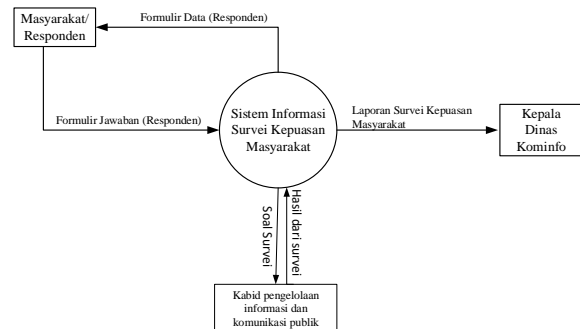 Masyarakat/
Responden
Formulir Data (Responden)
Formulir Jawaban (Responden)
Sistem Informasi
Survei Kepuasan
Masyarakat
Laporan Survei Kepuasan
Masyarakat
Kepala
Dinas
Kominfo
Soal Survei
Hasil dari survei
Kabid pengelolaan
informasi dan
komunikasi publik